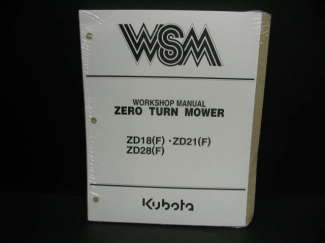 WSM
WORKSHOP MANUAL
ZERO TURN MOWER
ZD18(F)・ZD21(F)
ZD28(F)
Kubota